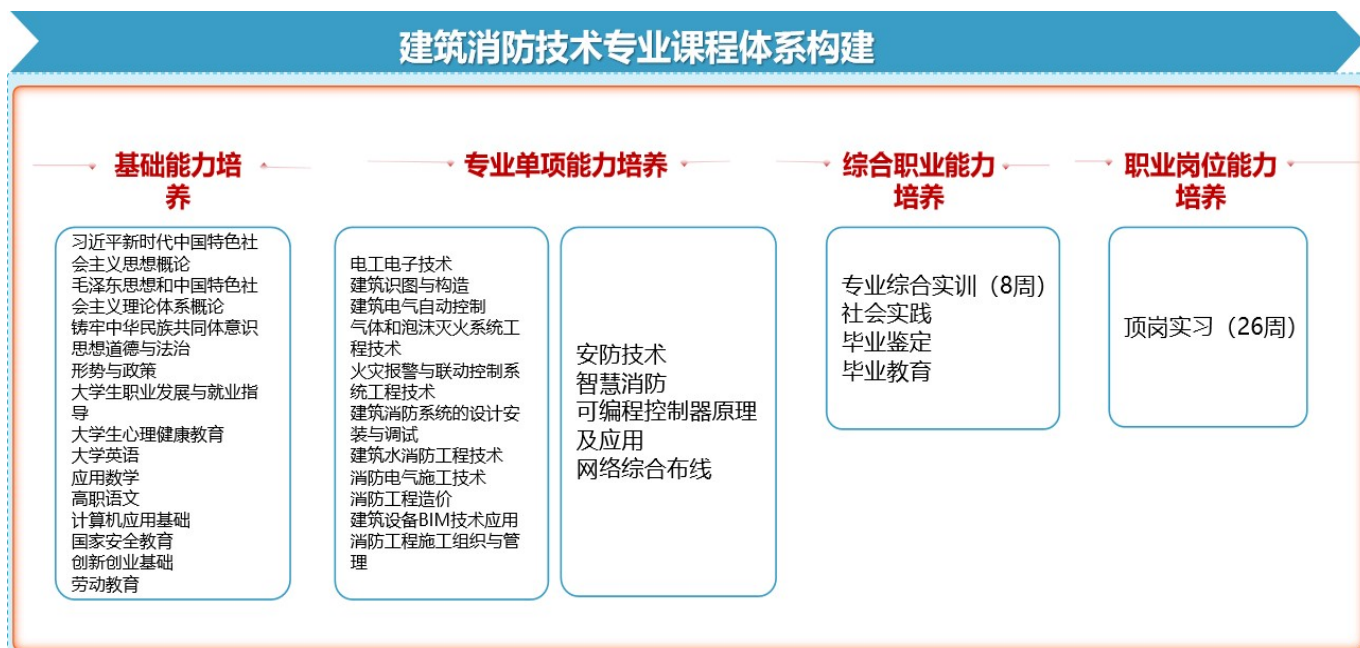 建筑消防技术专业课程体系构建
基础能力培
养
习近平新时代中国特色社
会主义思想概论
毛泽东思想和中国特色社
会主义理论体系概论
铸牢中华民族共同体意识
思想道德与法治
形势与政策
大学生职业发展与就业指
导
大学生心理健康教育
大学英语
应用数学
高职语文
计算机应用基础
国家安全教育
创新创业基础
劳动教育
专业单项能力培养
电工电子技术
建筑识图与构造
建筑电气自动控制
气体和泡沫灭火系统工
程技术
火灾报警与联动控制系
统工程技术
建筑消防系统的设计安
装与调试
建筑水消防工程技术
消防电气施工技术
消防工程造价
建筑设备BIM技术应用
消防工程施工组织与管
理
安防技术
智慧消防
可编程控制器原理
及应用
网络综合布线
综合职业能力
培养
专业综合实训（8周）
社会实践
毕业鉴定
毕业教育
职业岗位能力
培养
顶岗实习（26周）